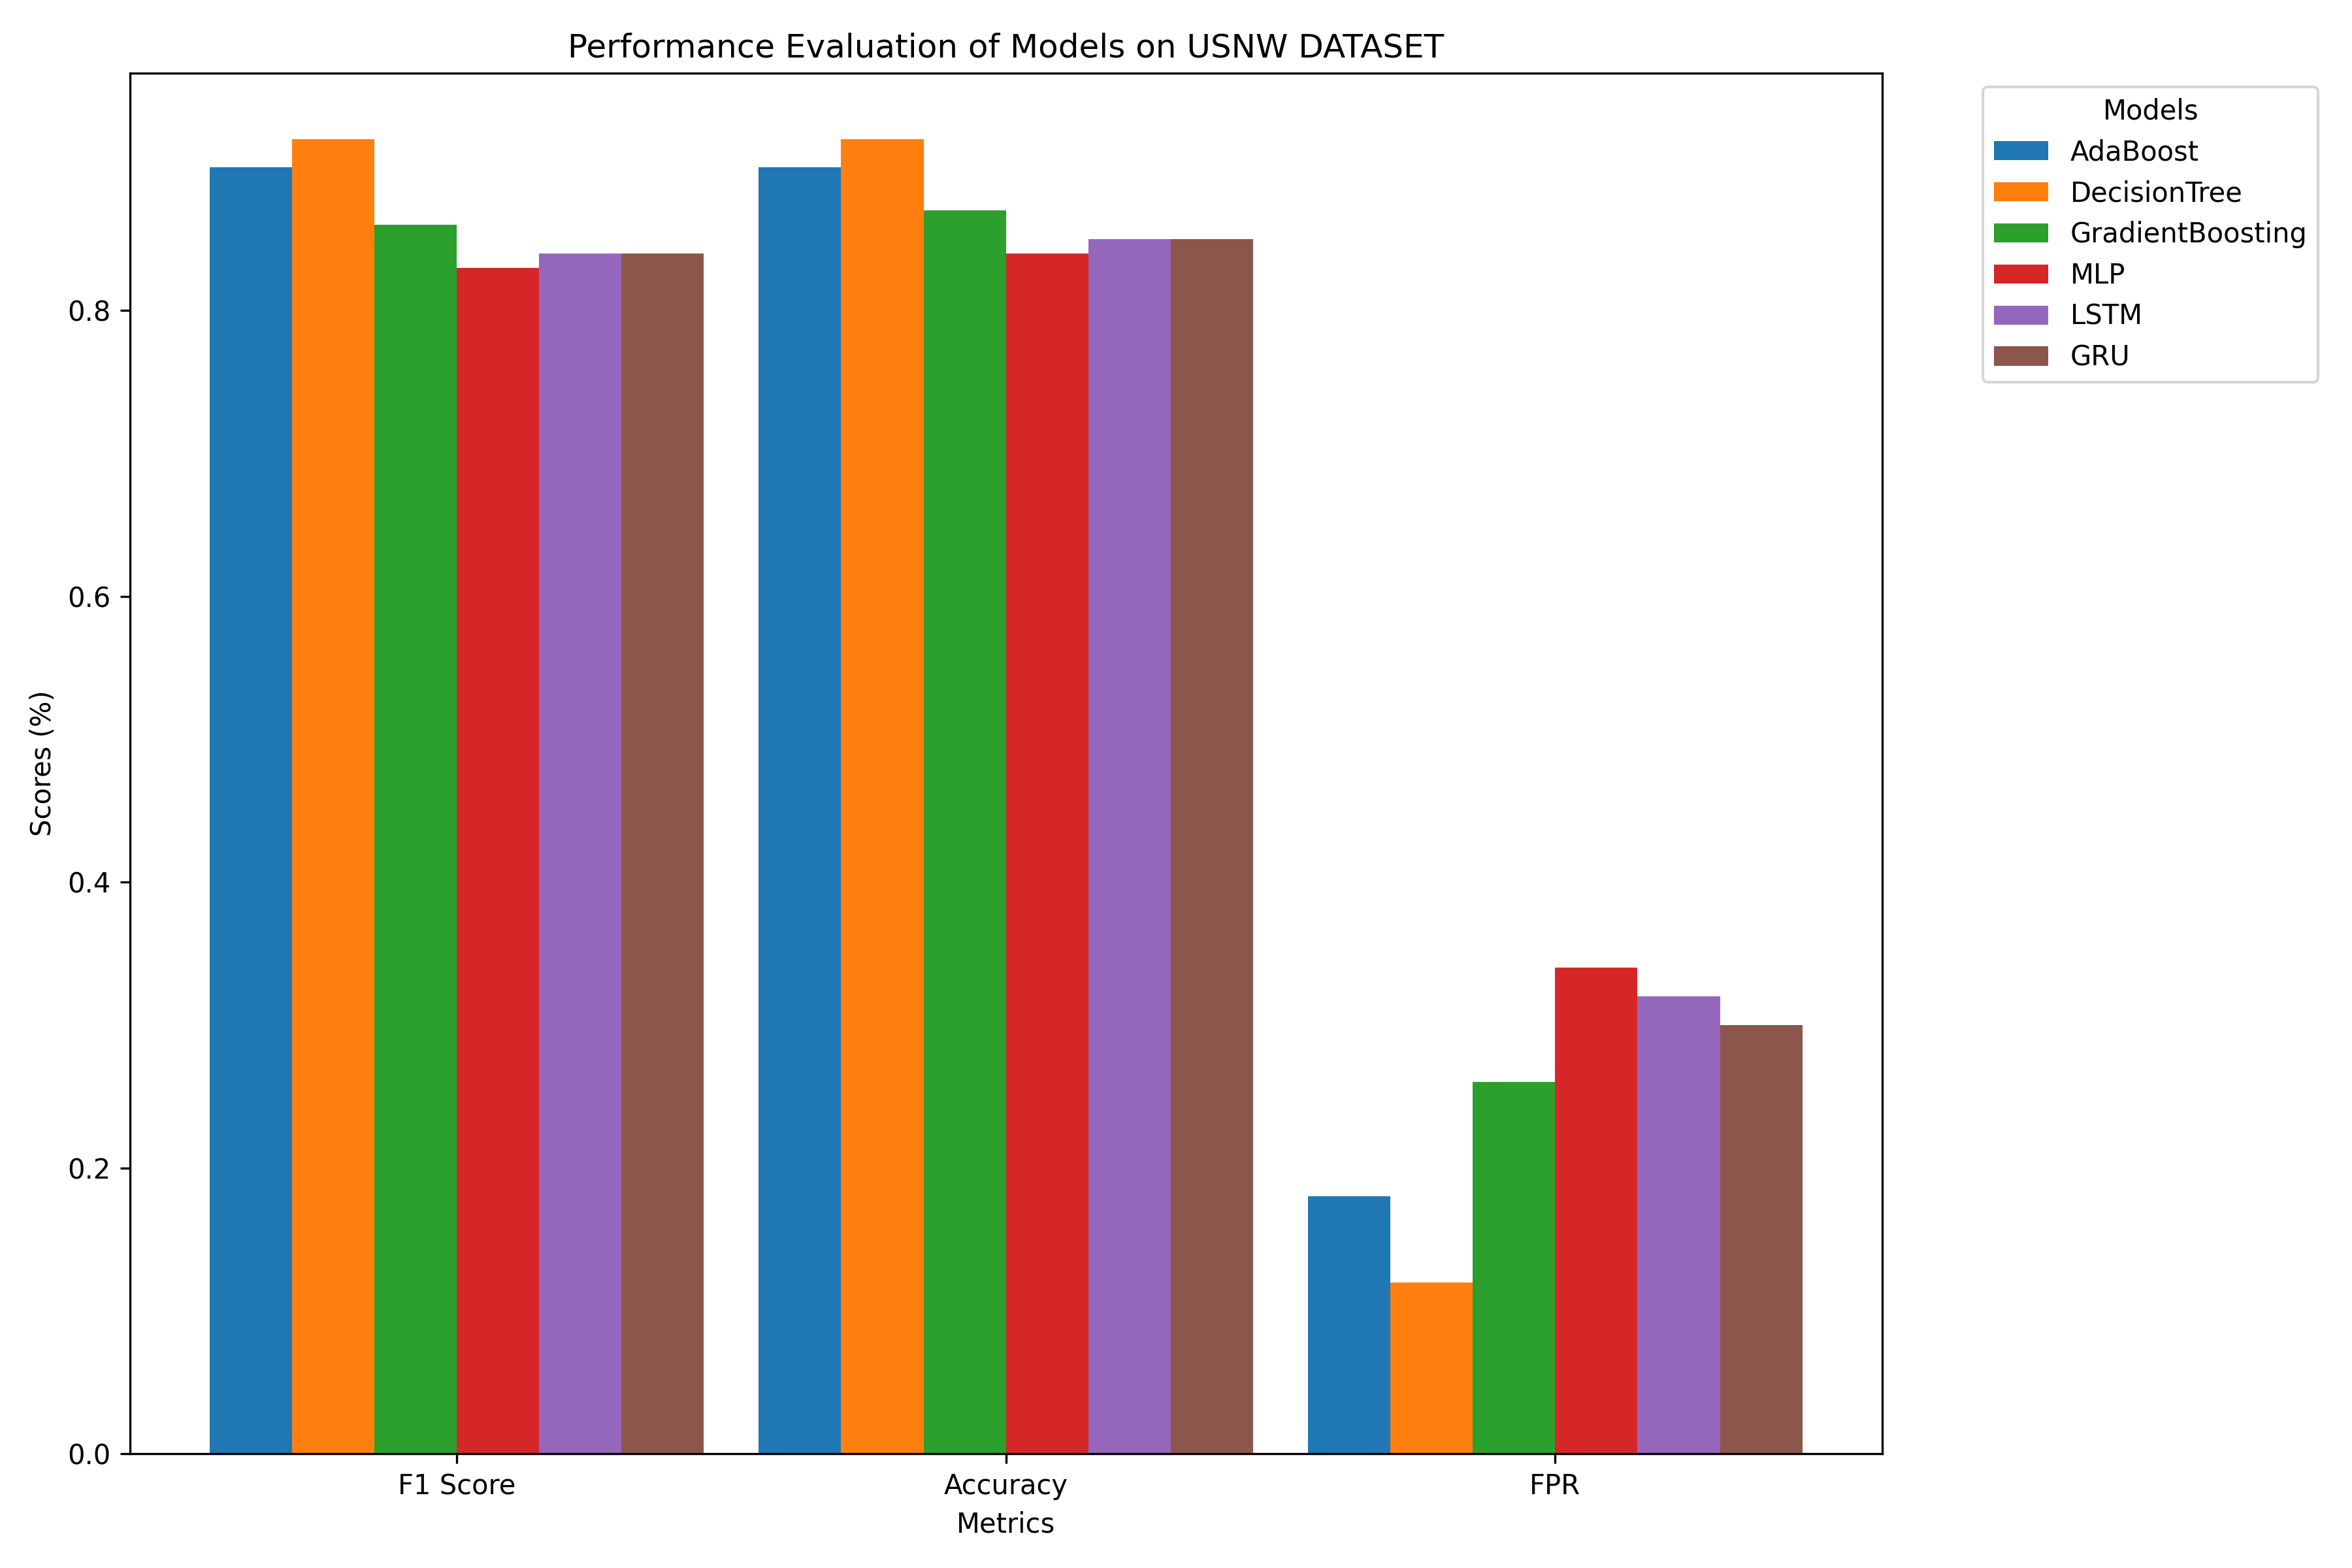 Performance Evaluation of Models on USNW DATASET
Models
AdaBoost
DecisionTree
GradientBoosting
MLP
LSTM
GRU
Scores (%)
0.8
0.6
0.4
0.2
0.0
F1 Score
Accuracy
FPR
Metrics